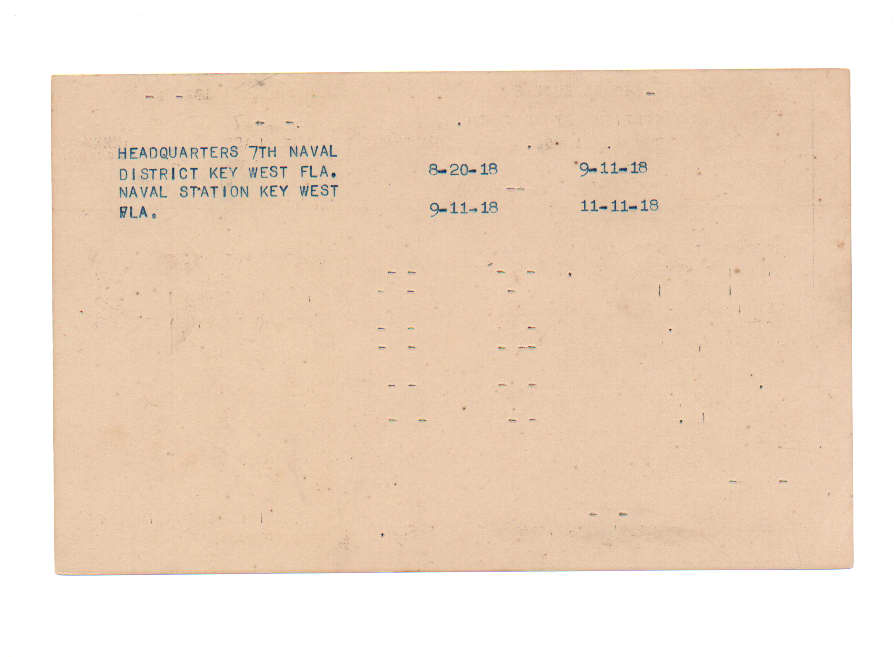 HEADQUARTERS 7TH NAVAL
DISTRICT KEY WEST FLA. 8-20-18 9-11-18
NAVAL STATION KEY WEST
FLA. 9-11-18 11-11-18